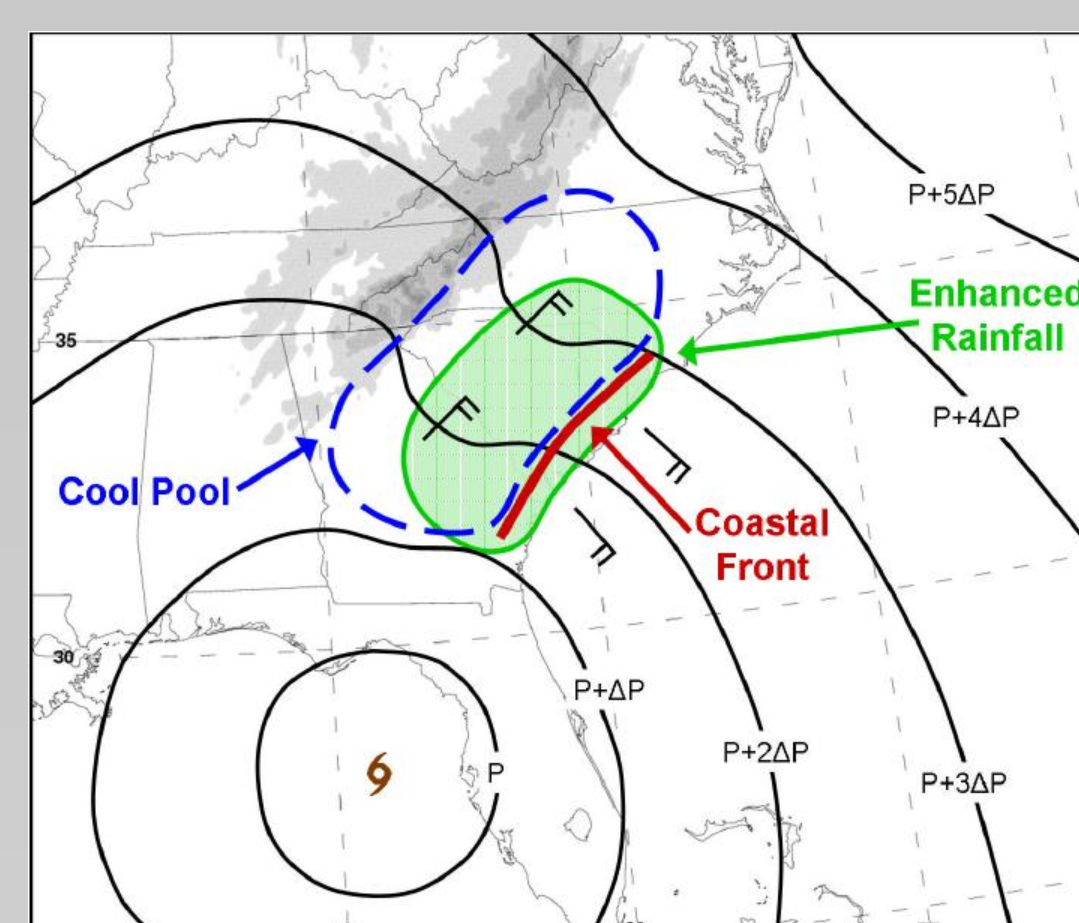 P+5ΔP
Enhanced
Rainfall
35
P+4ΔP
Cool Pool
Coastal
Front
30
P+ΔP
P+2ΔP
P
P+3ΔP